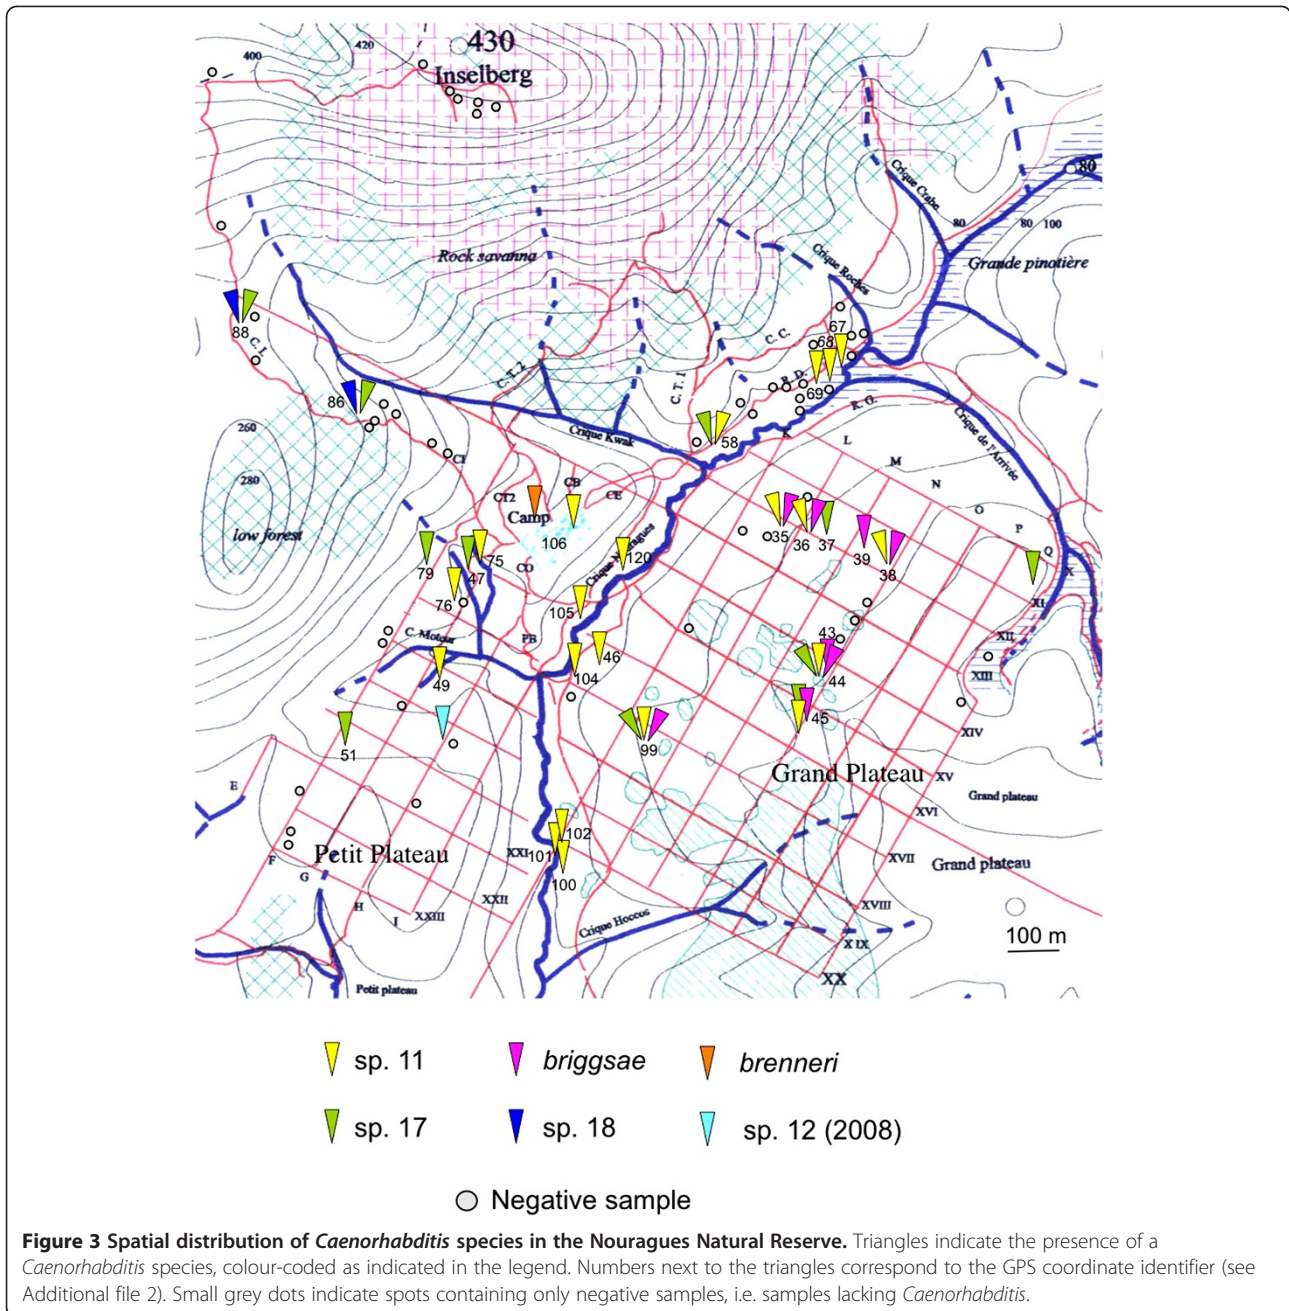 430
Inselberg
400
420
Crique Crabe
80
80
80 100
Rock savanna
Crique Roches
Grande pinotière
88
C. I.
67
68
C. C.
R. D.
69
R. G.
C. T. 2
C. T. 1
86
260
280
low forest
Crique Kwak
58
K
L
M
N
O
P
Q
X
Crique de l'Arrivée
CI
CT2
CB
CE
Camp
106
Crique Nouragues
120
35
36
37
39
38
79
47
75
76
CO
105
XI
XII
XIII
C. Moteur
PB
49
104
46
43
44
45
51
99
XIV
Grand Plateau
XV
Grand plateau
XVI
E
102
101
100
Petit Plateau
XXI
XVII
Grand plateau
F
G
H
I
XXIII
XXII
XVIII
Crique Hoccos
X IX
XX
100 m
Petit plateau
sp. 11
briggsae
brenneri
sp. 17
sp. 18
sp. 12 (2008)
Negative sample
Figure 3 Spatial distribution of Caenorhabditis species in the Nouragues Natural Reserve. Triangles indicate the presence of a
Caenorhabditis species, colour-coded as indicated in the legend. Numbers next to the triangles correspond to the GPS coordinate identifier (see
Additional file 2). Small grey dots indicate spots containing only negative samples, i.e. samples lacking Caenorhabditis.